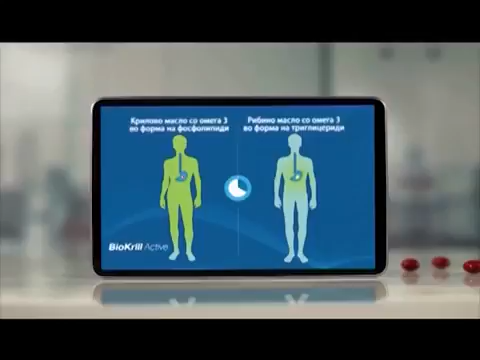 Крилово масло со омега 3
во форма на фосфолипиди
Рибино масло со омега 3
во форма на триглицериди
BioKrill Active